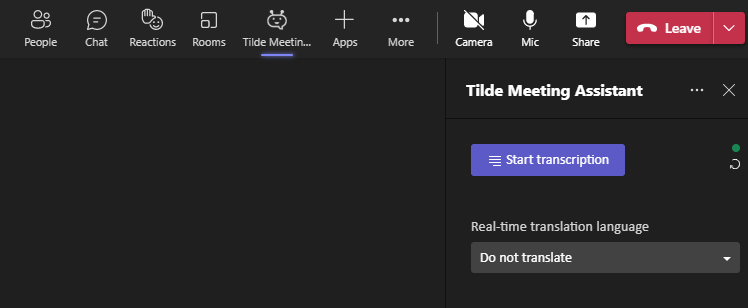 People Chat Reactions Rooms Tilde Meetin... Apps More Camera Mic Share Leave
Tilde Meeting Assistant
Start transcription
Real-time translation language
Do not translate